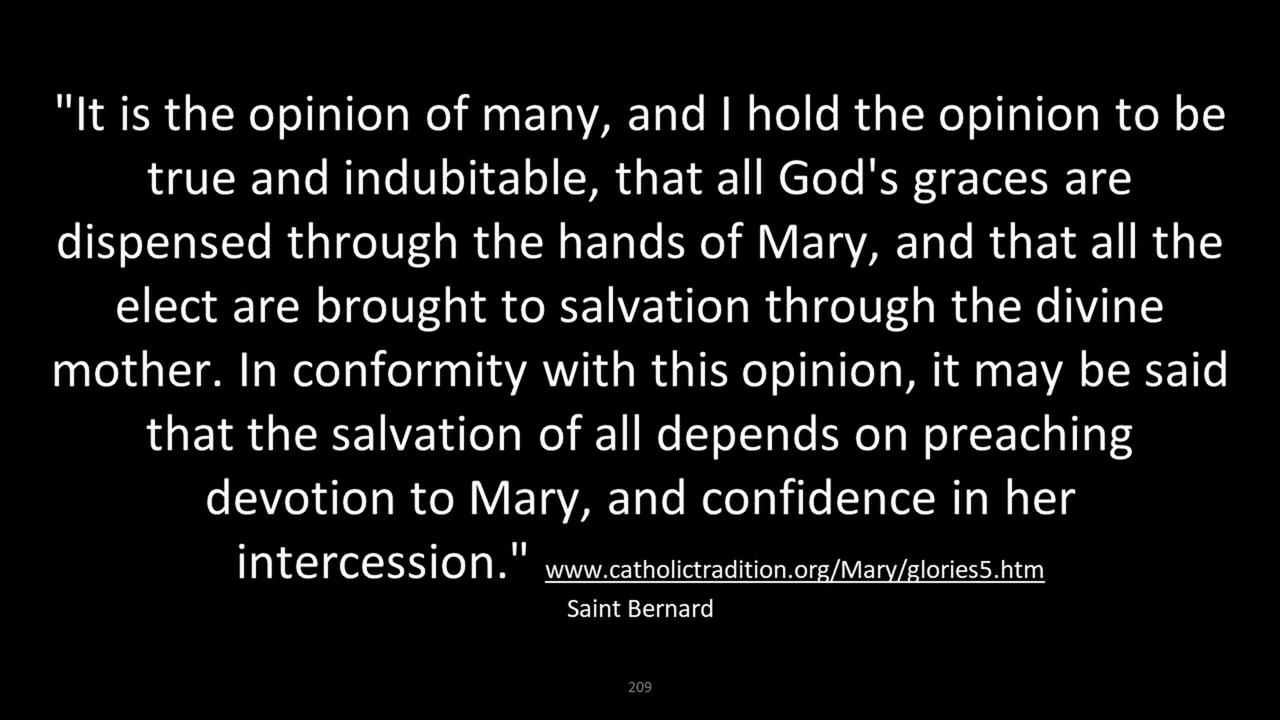 "It is the opinion of many, and I hold the opinion to be
true and indubitable, that all God's graces are
dispensed through the hands of Mary, and that all the
elect are brought to salvation through the divine
mother. In conformity with this opinion, it may be said
that the salvation of all depends on preaching
devotion to Mary, and confidence in her
intercession." www.catholictradition.org/Mary/glories5.htm
Saint Bernard
209